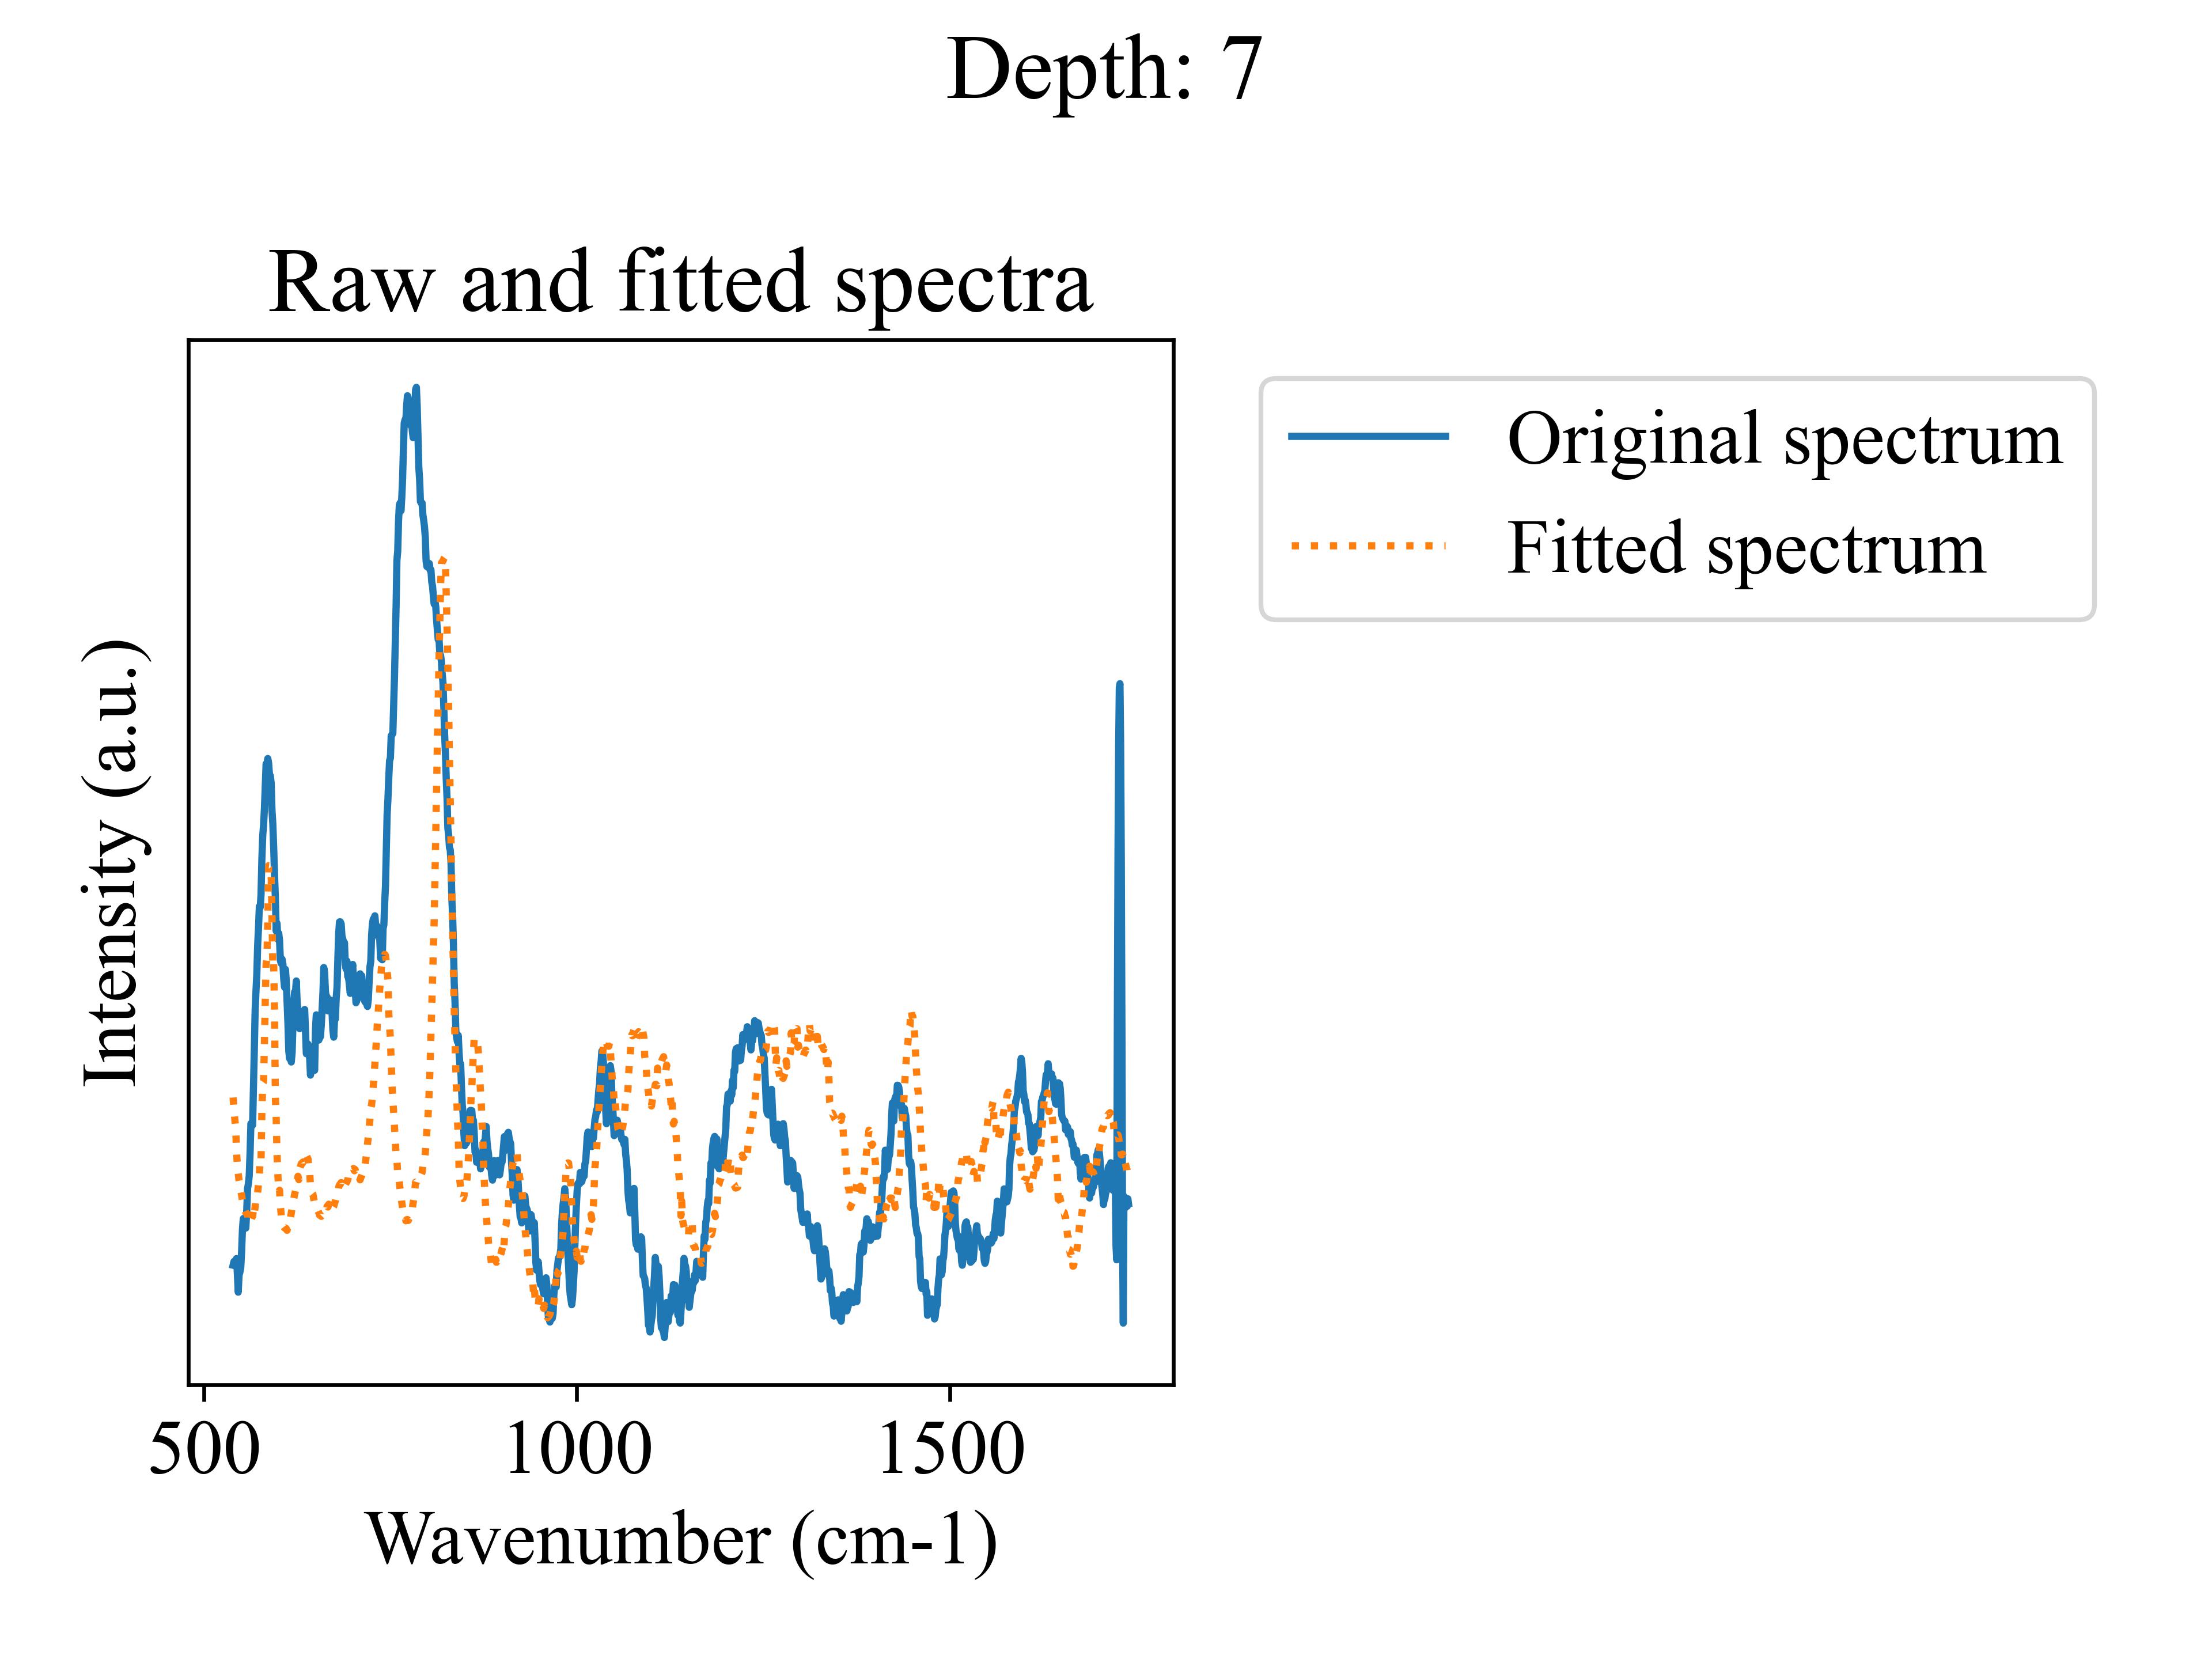 Depth: 7
Raw and fitted spectra
Original spectrum
Fitted spectrum
Intensity (a.u.)
500 1000 1500
Wavenumber (cm-1)